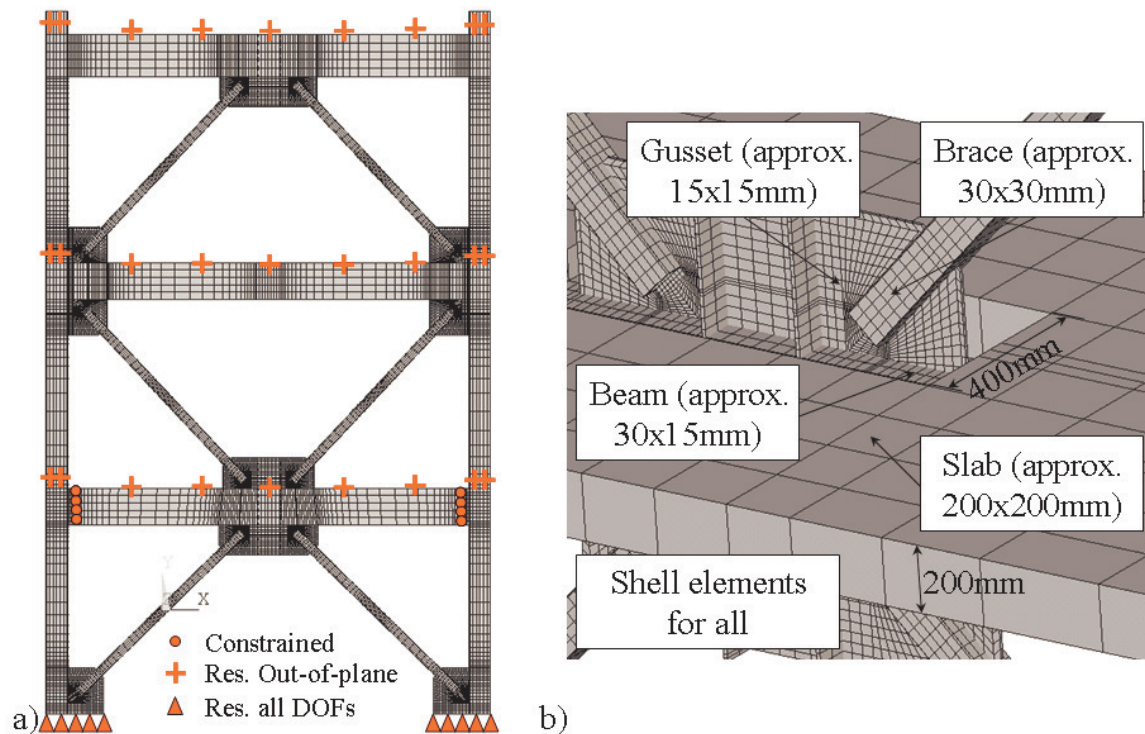 Y
X
Constrained
Res. Out-of-plane
Res. all DOFs
a)
Gusset (approx.
15x15mm)
Brace (approx.
30x30mm)
400mm
Beam (approx.
30x15mm)
Slab (approx.
200x200mm)
Shell elements
for all
200mm
b)